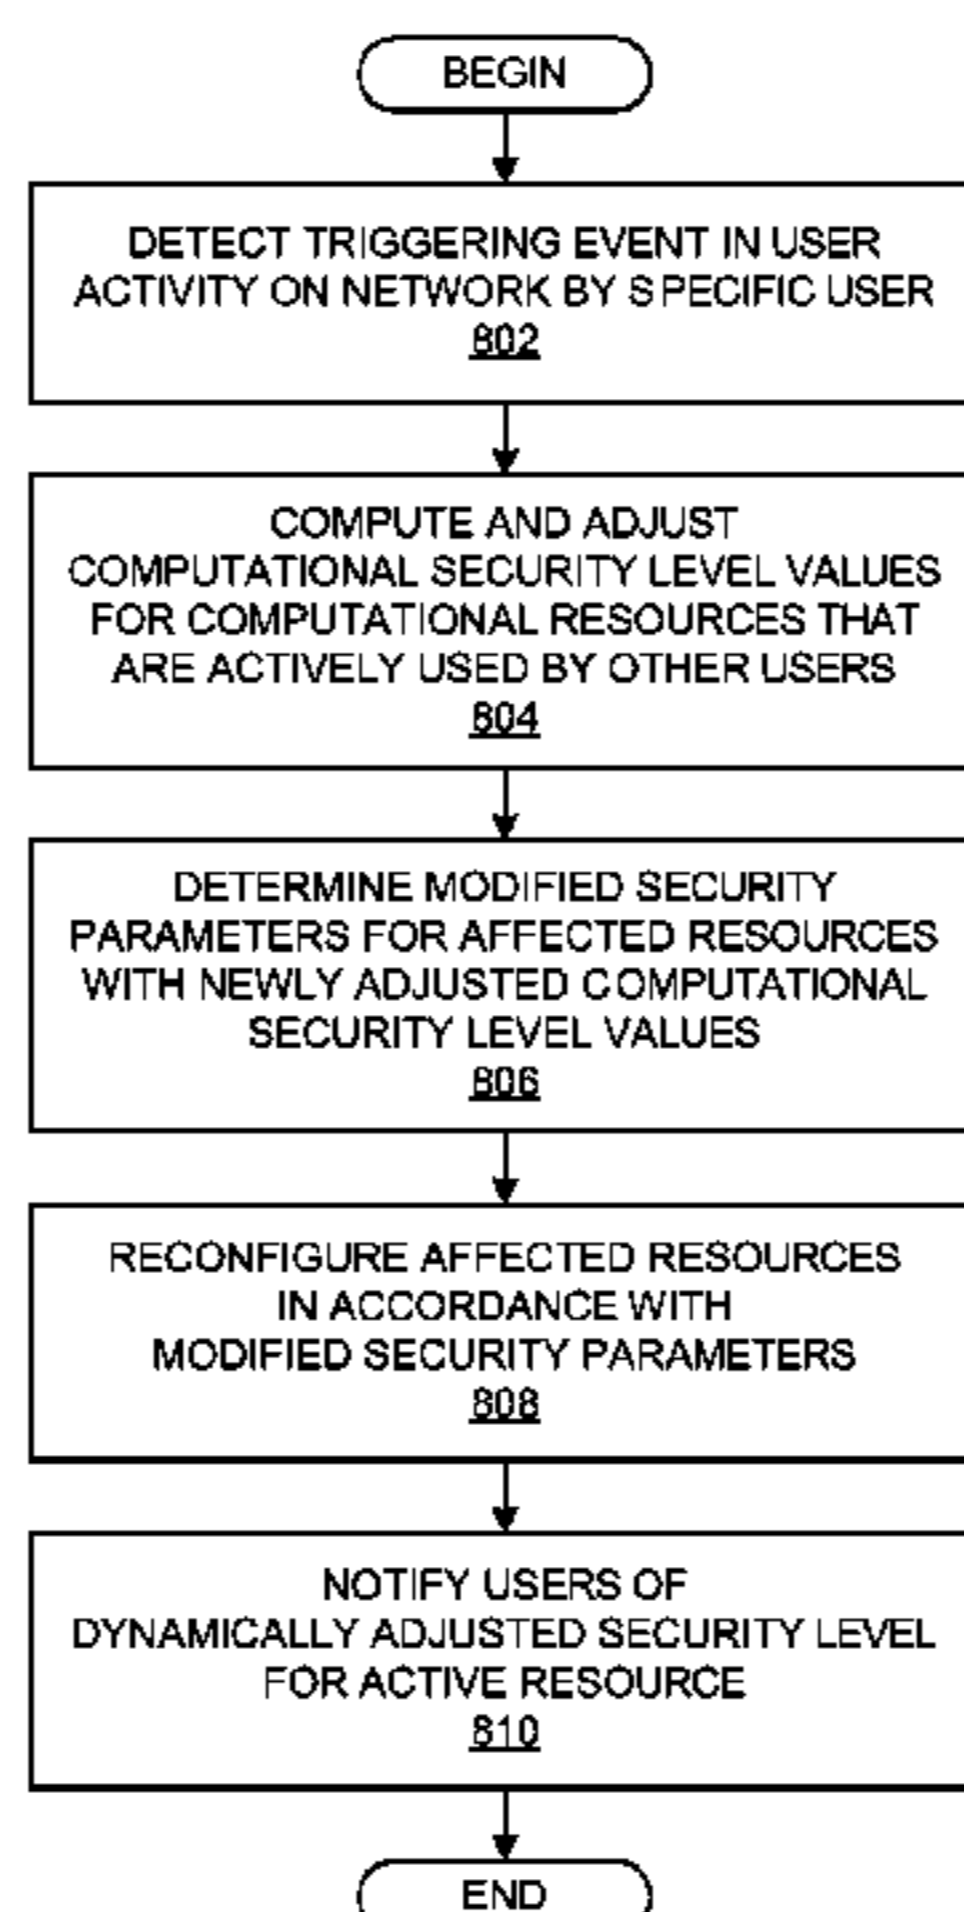 BEGIN
DETECT TRIGGERING EVENT IN USER
ACTIVITY ON NETWORK BY SPECIFIC USER
802
COMPUTE AND ADJUST
COMPUTATIONAL SECURITY LEVEL VALUES
FOR COMPUTATIONAL RESOURCES THAT
ARE ACTIVELY USED BY OTHER USERS
804
DETERMINE MODIFIED SECURITY
PARAMETERS FOR AFFECTED RESOURCES
WITH NEWLY ADJUSTED COMPUTATIONAL
SECURITY LEVEL VALUES
806
RECONFIGURE AFFECTED RESOURCES
IN ACCORDANCE WITH
MODIFIED SECURITY PARAMETERS
808
NOTIFY USERS OF
DYNAMICALLY ADJUSTED SECURITY LEVEL
FOR ACTIVE RESOURCE
810
END